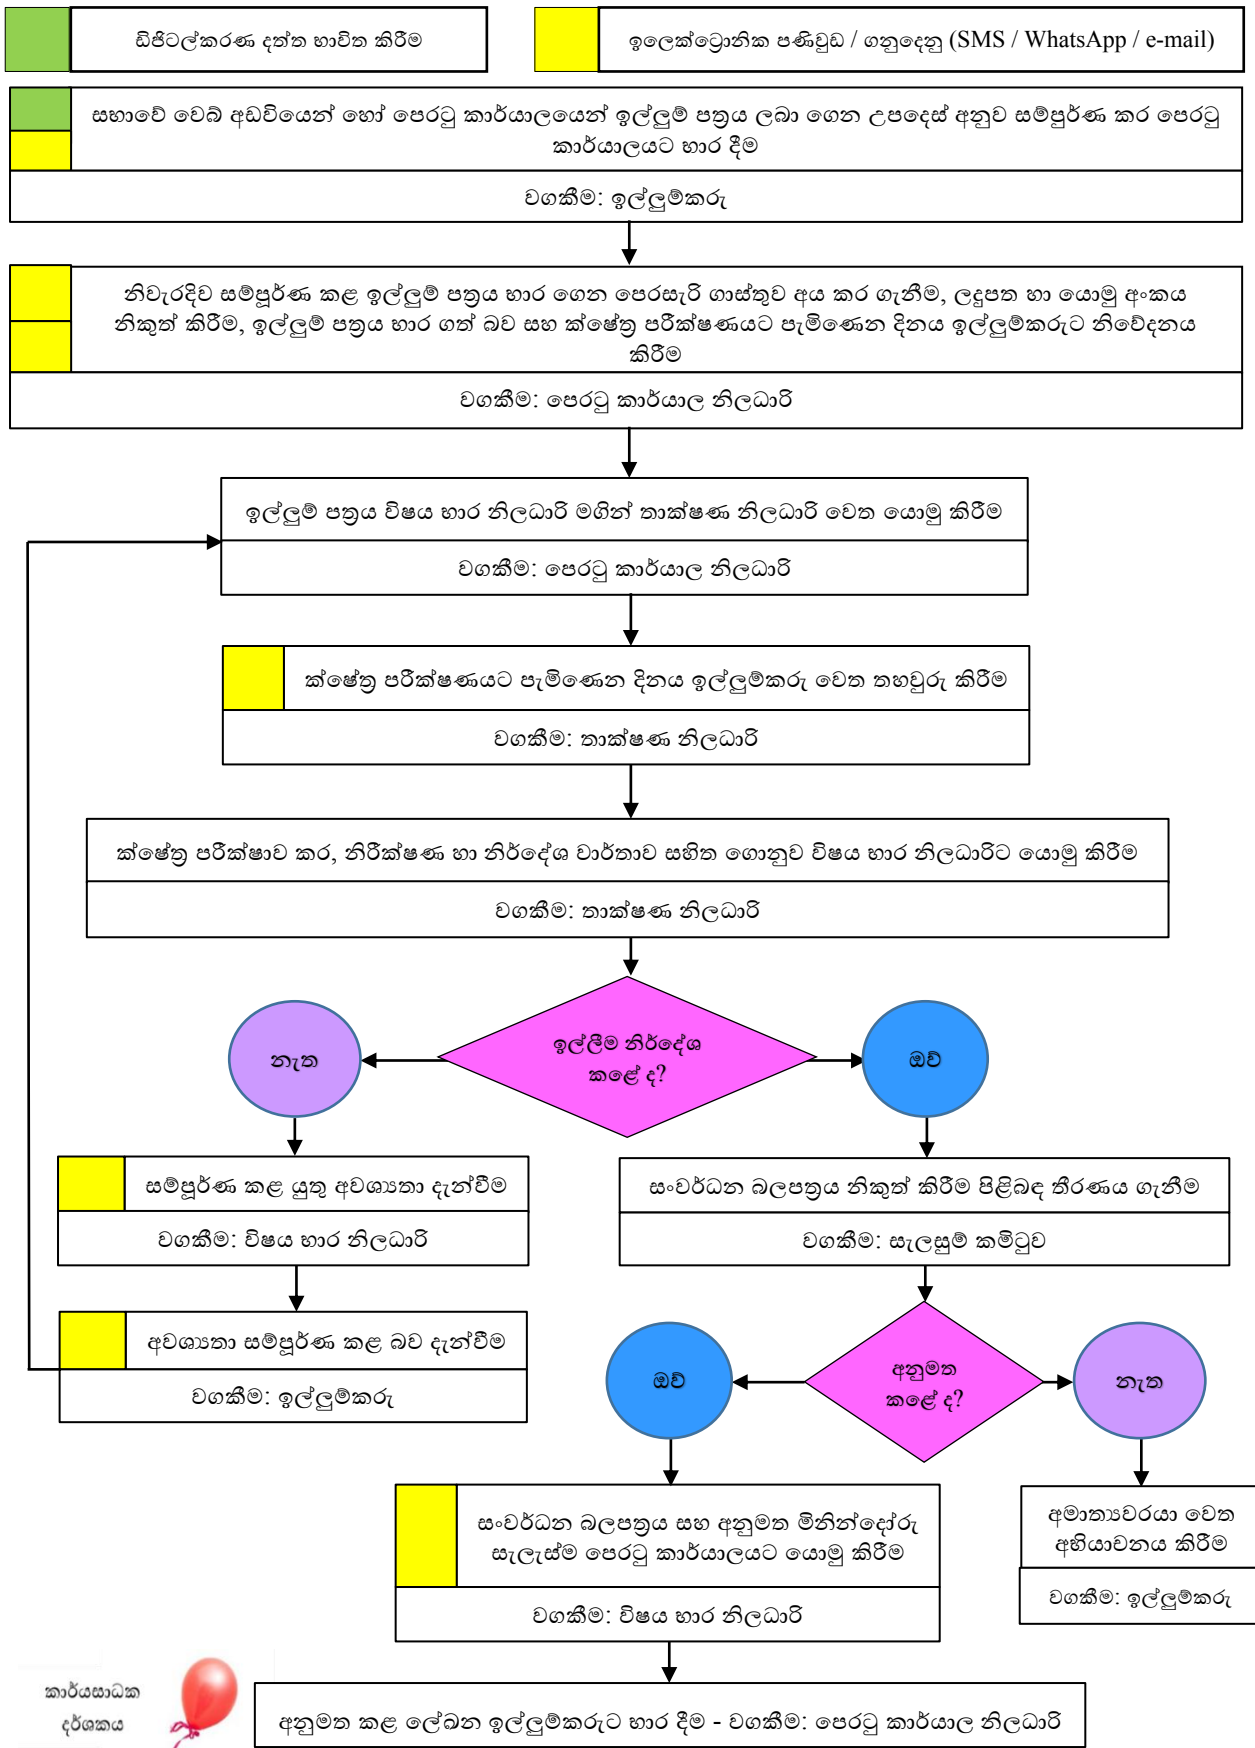 ඩිජිටල්කරණ දත්ත භාවිත කිරීම
ඉලෙක්ට්‍රොනික පණිවුඩ / ගනුදෙනු (SMS / WhatsApp / e-mail)
සභාවේ වෙබ් අඩවියෙන් හෝ පෙරටු කාර්යාලයෙන් ඉල්ලුම් පත්‍රය ලබා ගෙන උපදෙස් අනුව සම්පුර්ණ කර පෙරටු
කාර්යාලයට භාර දීම
වගකීම: ඉල්ලුම්කරු
නිවැරදිව සම්පූර්ණ කළ ඉල්ලුම් පත්‍රය භාර ගෙන පෙරසැරි ගාස්තුව අය කර ගැනීම, ලදුපත හා යොමු අංකය
නිකුත් කිරීම, ඉල්ලුම් පත්‍රය භාර ගත් බව සහ ක්ෂේත්‍ර පරීක්ෂණයට පැමිණෙන දිනය ඉල්ලුම්කරුට නිවේදනය
කිරීම
වගකීම: පෙරටු කාර්යාල නිලධාරි
ඉල්ලුම් පත්‍රය විෂය භාර නිලධාරි මගින් තාක්ෂණ නිලධාරි වෙත යොමු කිරීම
වගකීම: පෙරටු කාර්යාල නිලධාරි
ක්ෂේත්‍ර පරීක්ෂණයට පැමිණෙන දිනය ඉල්ලුම්කරු වෙත තහවුරු කිරීම
වගකීම: තාක්ෂණ නිලධාරි
ක්ෂේත්‍ර පරීක්ෂාව කර, නිරීක්ෂණ හා නිර්දේශ වාර්තාව සහිත ගොනුව විෂය භාර නිලධාරිට යොමු කිරීම
වගකීම: තාක්ෂණ නිලධාරි
ඉල්ලීම නිර්දේශ
කළේ ද?
නැත
ඔව්
සම්පූර්ණ කළ යුතු අවශ්‍යතා දැන්වීම
වගකීම: විෂය භාර නිලධාරි
සංවර්ධන බලපත්‍රය නිකුත් කිරීම පිළිබඳ තීරණය ගැනීම
වගකීම: සැලසුම් කමිටුව
අවශ්‍යතා සම්පූර්ණ කළ බව දැන්වීම
වගකීම: ඉල්ලුම්කරු
ඔව්
අනුමත
කළේ ද?
නැත
සංවර්ධන බලපත්‍රය සහ අනුමත මිනින්දෝරු
සැලැස්ම පෙරටු කාර්යාලයට යොමු කිරීම
වගකීම: විෂය භාර නිලධාරි
අමාත්‍යවරයා වෙත
අභියාචනය කිරීම
වගකීම: ඉල්ලුම්කරු
කාර්යසාධක
දර්ශකය
අනුමත කළ ලේඛන ඉල්ලුම්කරුට භාර දීම - වගකීම: පෙරටු කාර්යාල නිලධාරි